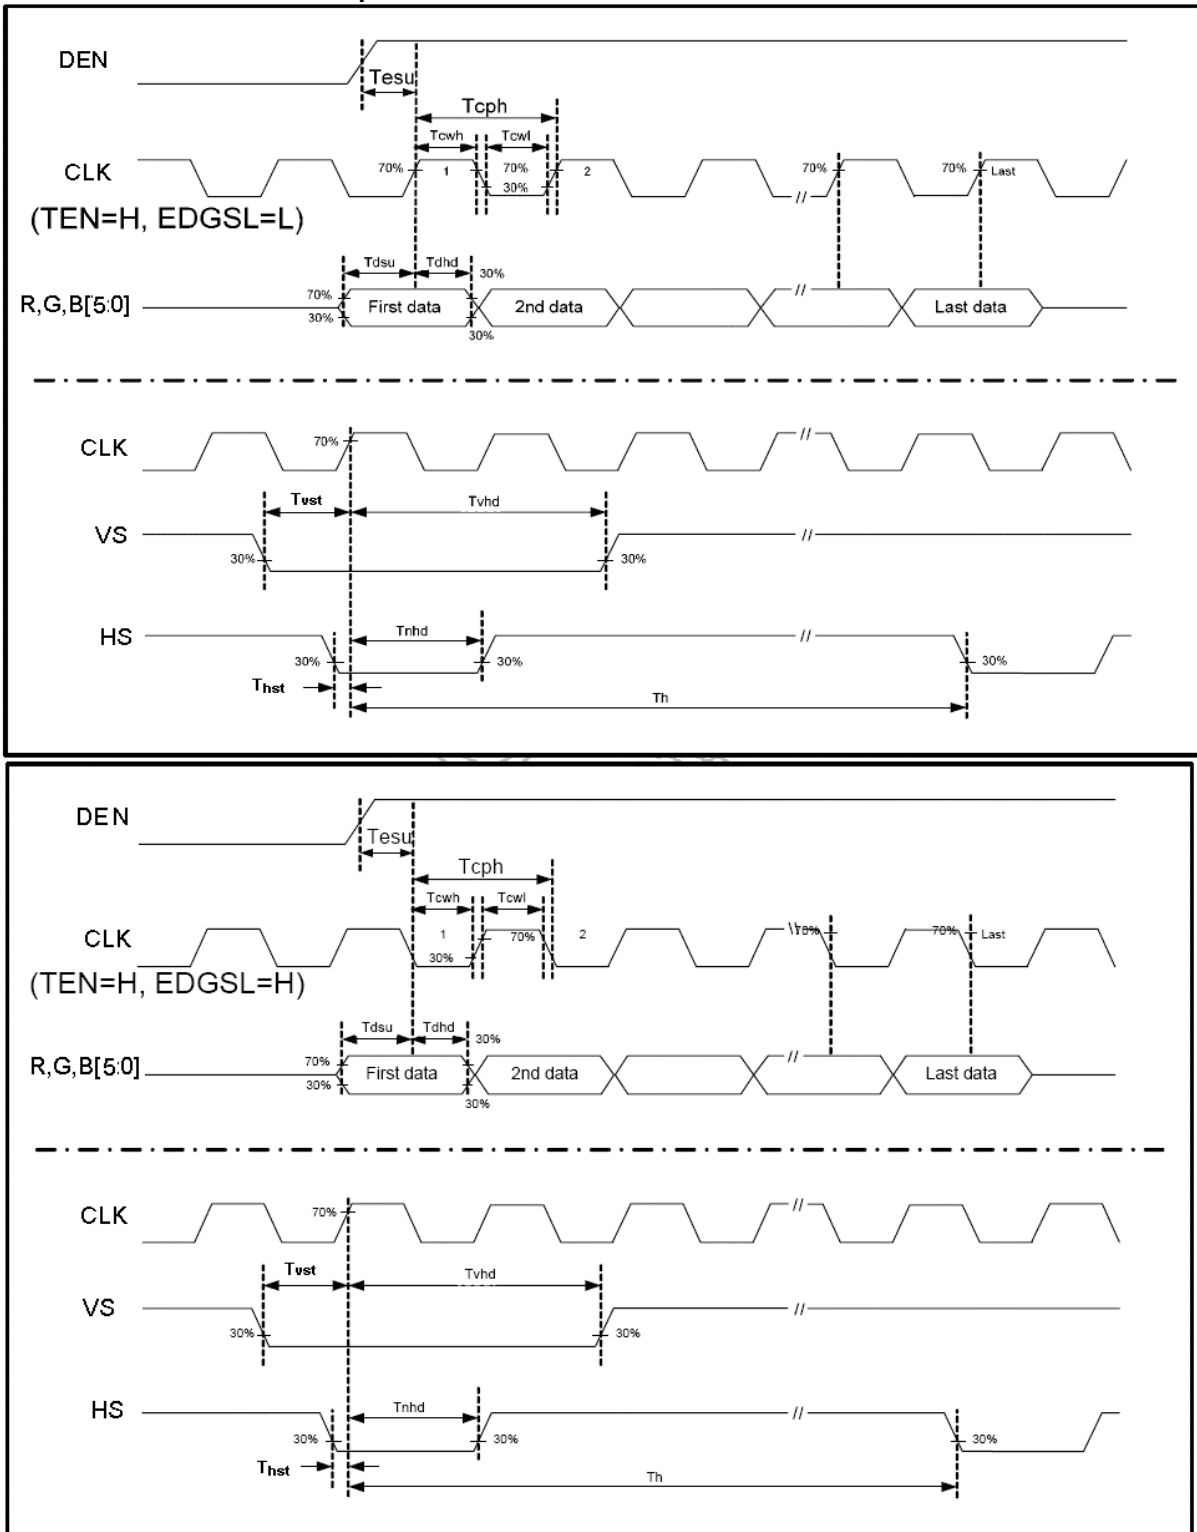 DEN
Tesu
Tcph
Tcwh Tcwl
CLK 70% 1 70% 2 70% 70% Last
30%
//
(TEN=H, EDGSL=L)
Tdsu Tdhd 30%
R,G,B[5:0] 70% First data 2nd data // Last data
30%
30%
CLK 70% //
Tvst Tvhd
VS 30% 30% //
HS Tnhd //
30% 30% 30%
Thst
Th
DEN
Tesu
Tcph
Tcwh Tcwl
CLK 1 70% 2 \\ 70% 70% Last
30%
(TEN=H, EDGSL=H)
Tdsu Tdhd 30%
R,G,B[5:0] 70% First data 2nd data // Last data
30%
30%
CLK 70% //
Tvst Tvhd
VS 30% 30% //
HS Tnhd //
30% 30% 30%
Thst
Th